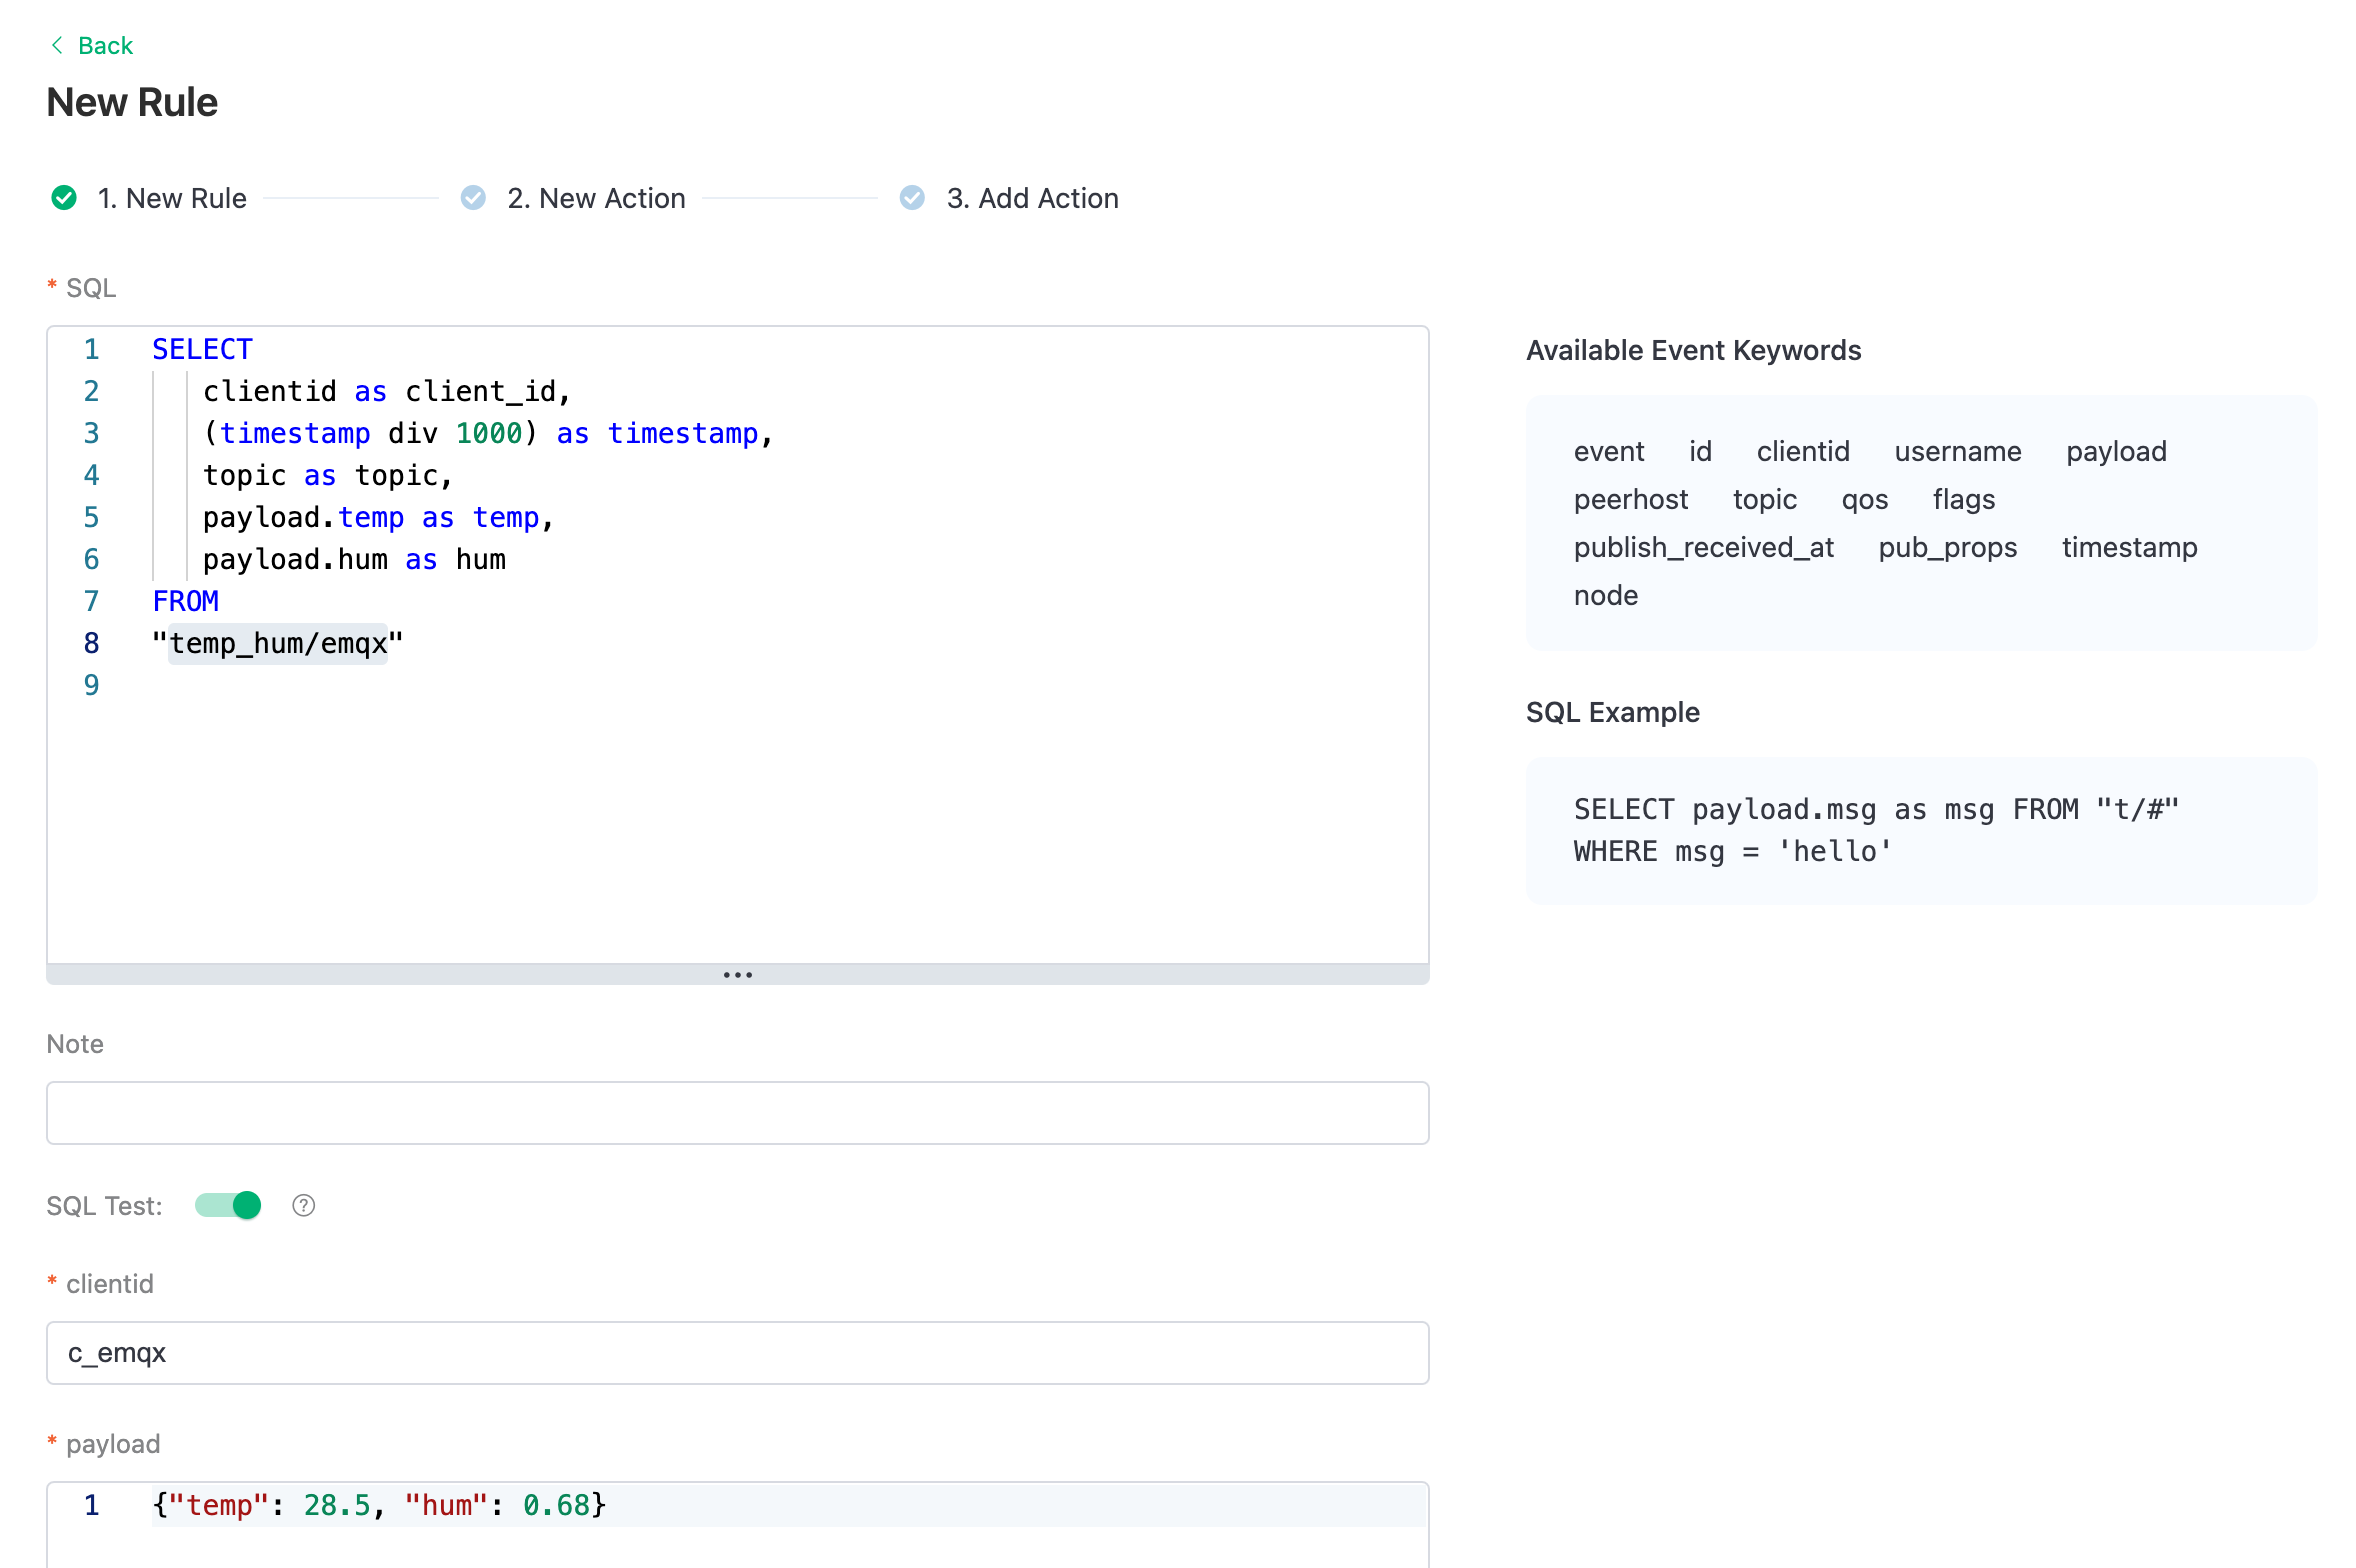 Back
New Rule
1. New Rule
2. New Action
3. Add Action
* SQL
1 SELECT
2 clientid as client_id,
3 (timestamp div 1000) as timestamp,
4 topic as topic,
5 payload.temp as temp,
6 payload.hum as hum
7 FROM
8 "temp_hum/emqx"
9
Available Event Keywords
event id clientid username payload
peerhost topic qos flags
publish_received_at pub_props timestamp
node
SQL Example
SELECT payload.msg as msg FROM "t/#"
WHERE msg = 'hello'
Note
SQL Test:
* clientid
c_emqx
* payload
1 {"temp": 28.5, "hum": 0.68}